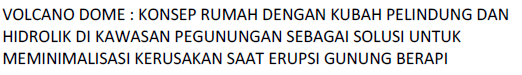 VOLCANO DOME : KONSEP RUMAH DENGAN KUBAH PELINDUNG DAN
HIDROLIK DI KAWASAN PEGUNUNGAN SEBAGAI SOLUSI UNTUK
MEMINIMALISASI KERUSAKAN SAAT ERUPSI GUNUNG BERAPI